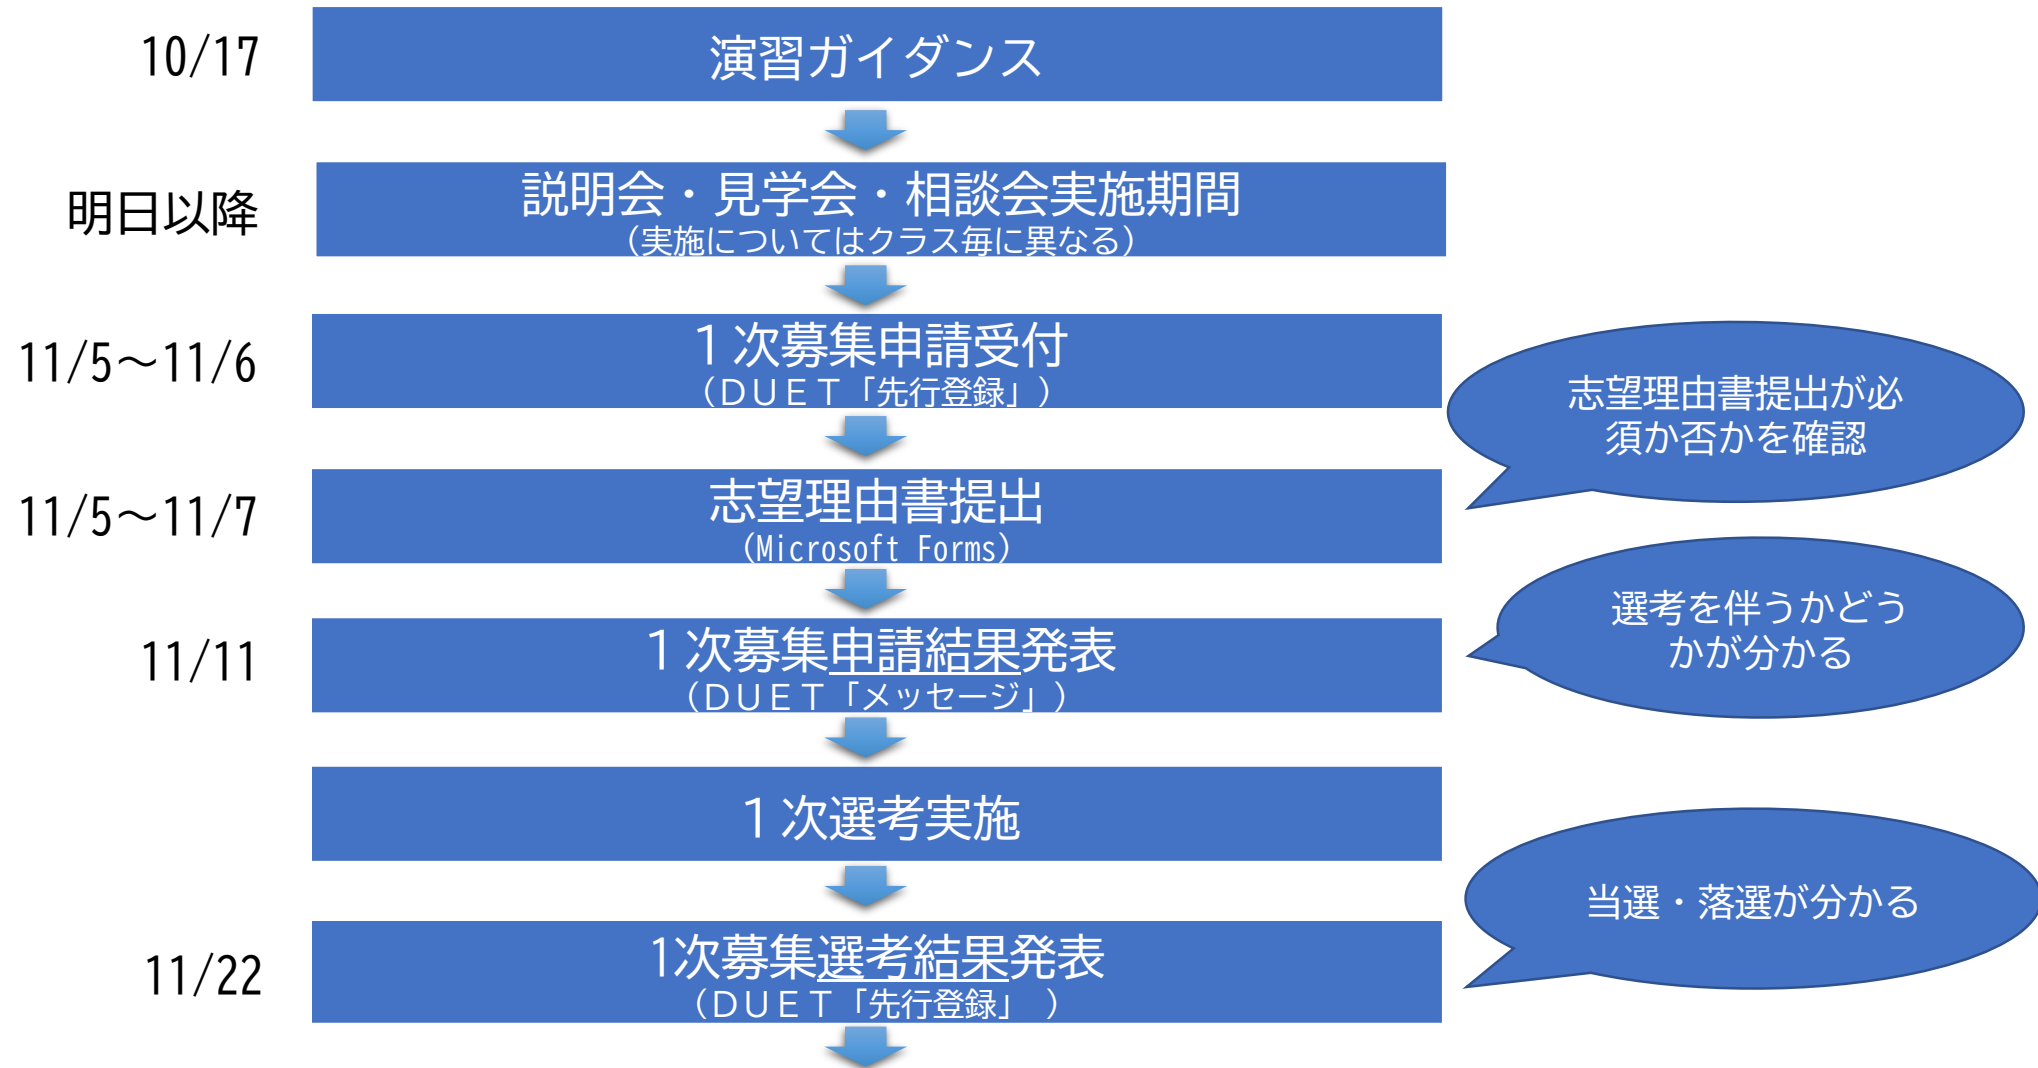 10/17
演習ガイダンス
明日以降
説明会・見学会・相談会実施期間
（実施についてはクラス毎に異なる）
11/5～11/6
１次募集申請受付
（ＤＵＥＴ「先行登録」）
志望理由書提出が必
須か否かを確認
11/5～11/7
志望理由書提出
（Microsoft Forms）
選考を伴うかどう
かが分かる
11/11
１次募集申請結果発表
（ＤＵＥＴ「メッセージ」）
１次選考実施
当選・落選が分かる
11/22
1次募集選考結果発表
（ＤＵＥＴ「先行登録」 ）